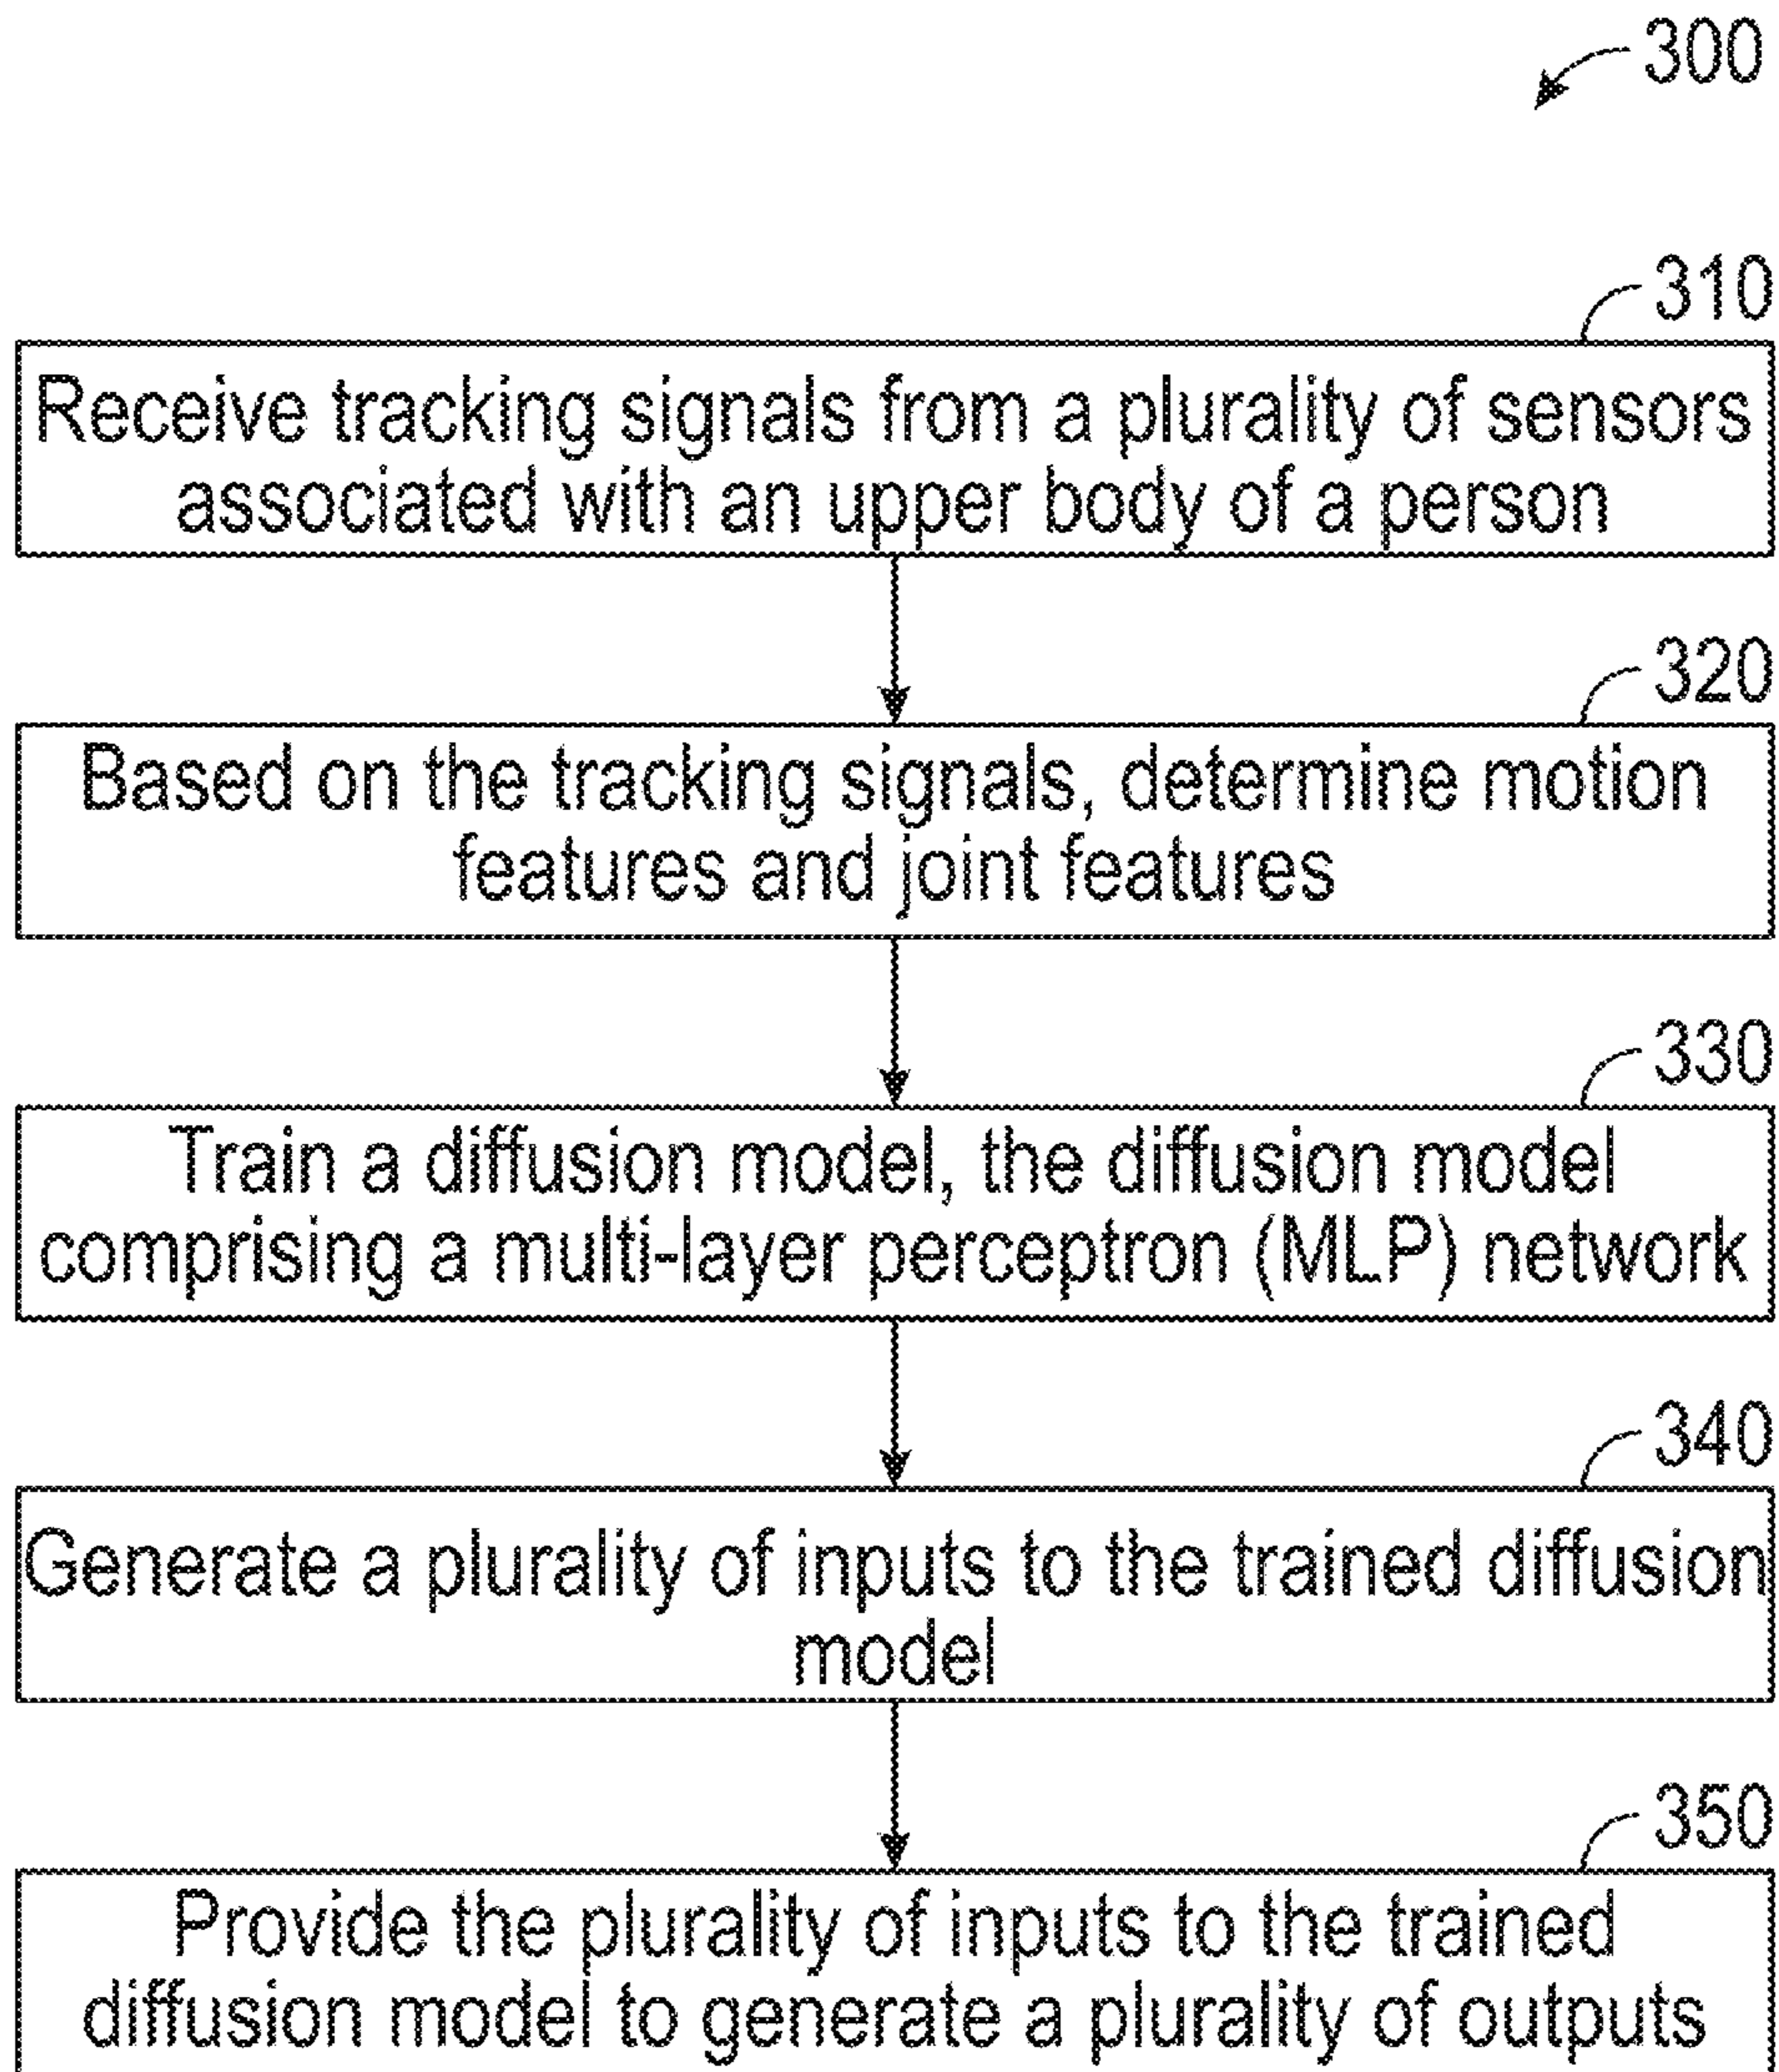 300
310
Receive tracking signals from a plurality of sensors
associated with an upper body of a person
320
Based on the tracking signals, determine motion
features and joint features
330
Train a diffusion model, the diffusion model
comprising a multi-layer perceptron (MLP) network
340
Generate a plurality of inputs to the trained diffusion
model
350
Provide the plurality of inputs to the trained
diffusion model to generate a plurality of outputs